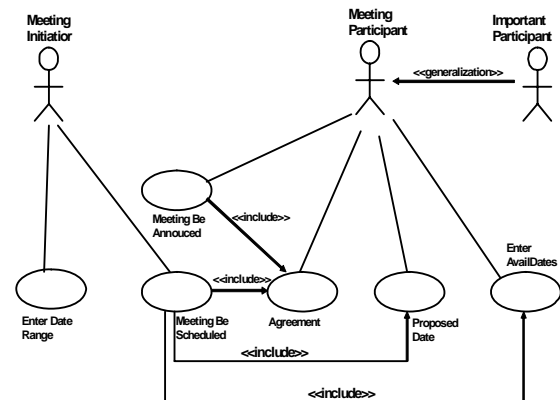 Meeting
Initiatior
Meeting
Participant
Important
Participant
<<generalization>>
Meeting Be
Annouced
<<include>>
Enter
AvailDates
<<include>>
Enter Date
Range
Meeting Be
Scheduled
Agreement
Proposed
Date
<<include>>
<<include>>